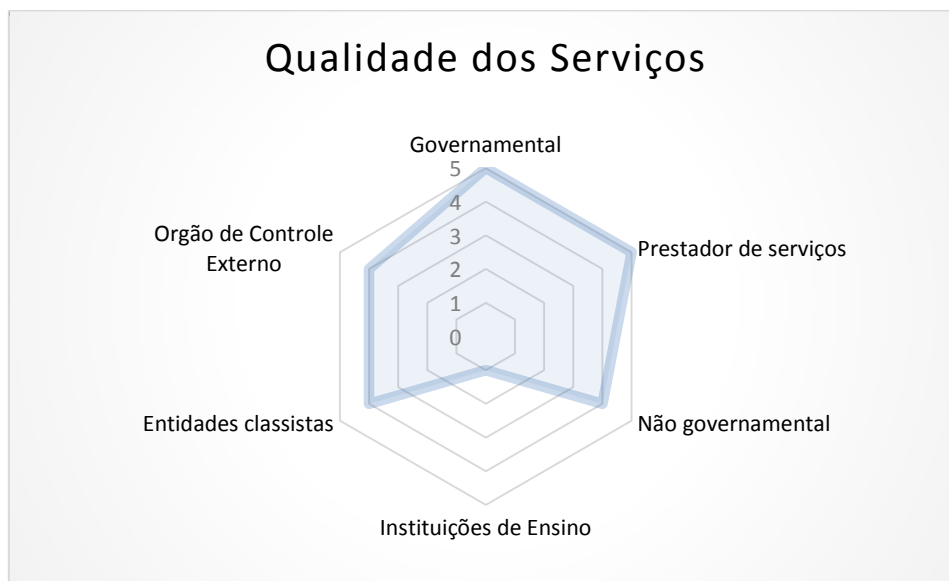 Qualidade dos Serviços
Governamental
5
4
3
2
1
0
Prestador de serviços
Não governamental
Instituições de Ensino
Entidades classistas
Orgão de Controle
Externo